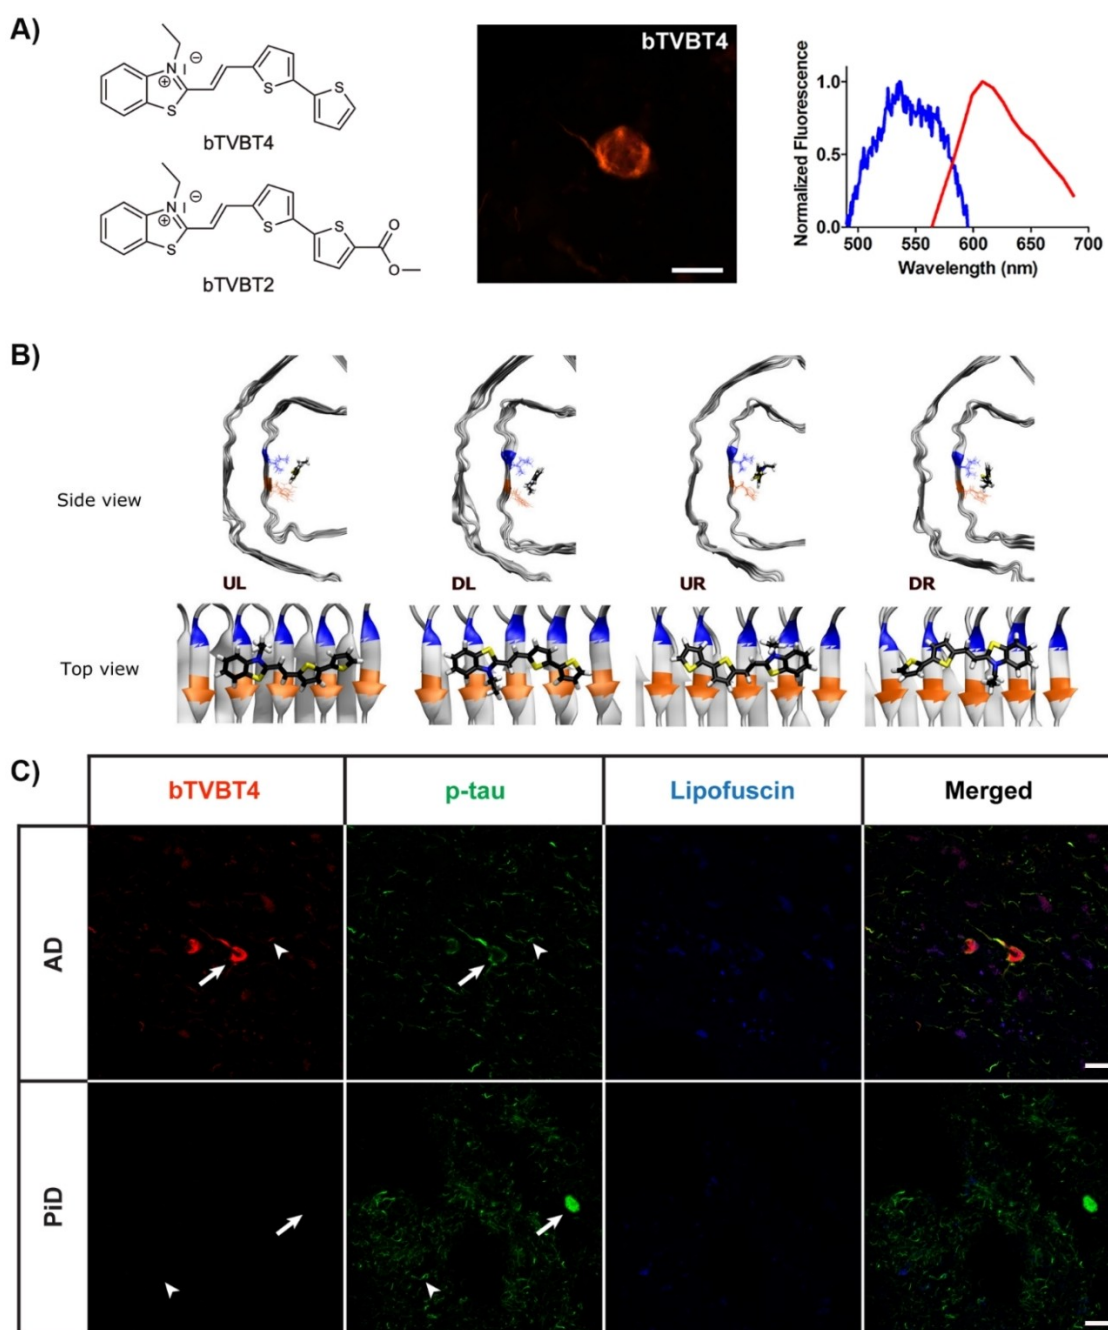 A)
N
I
⊕
⊖
S
S
S
bTVBT4
N
I
⊕
⊖
S
S
S
O
O
bTVBT2
bTVBT4
Normalized Fluorescence
1.0
0.5
0.0
500
550
600
650
700
Wavelength (nm)
B)
Side view
UL
DL
UR
DR
Top view
C)
bTVBT4
p-tau
Lipofuscin
Merged
AD
PiD